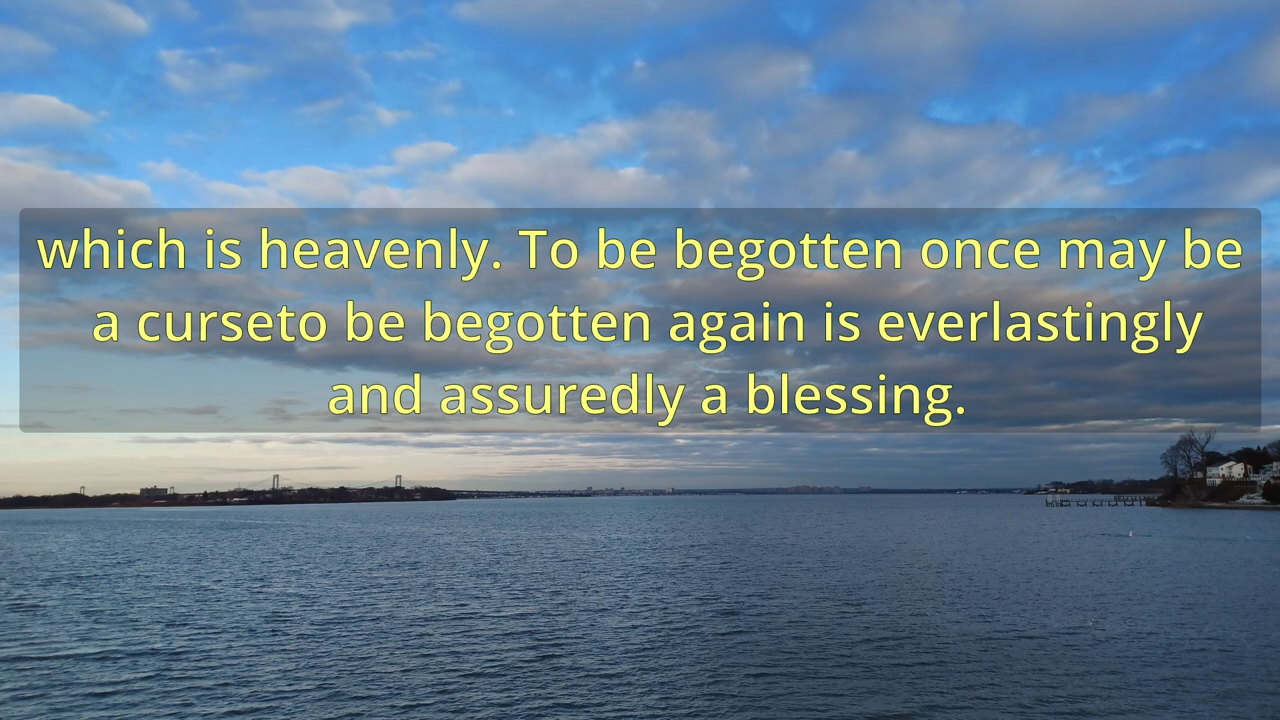 which is heavenly. To be begotten once may be
a curseto be begotten again is everlastingly
and assuredly a blessing.